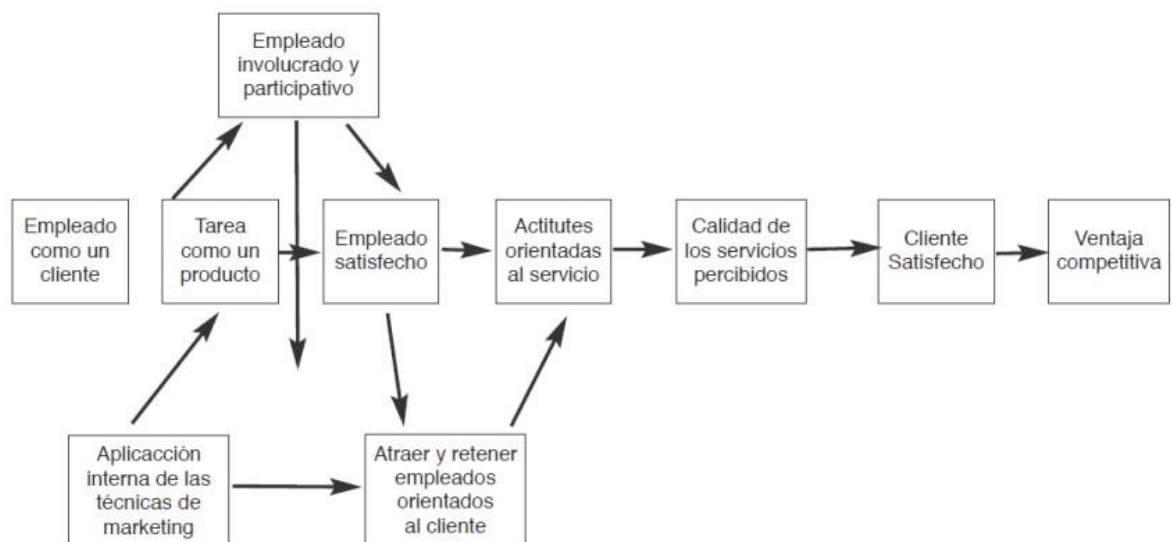 Empleado
involucrado y
participativo
Empleado
como un
cliente
Tarea
como un
producto
Empleado
satisfecho
Actitutes
orientadas
al servicio
Calidad de
los servicios
percibidos
Cliente
Satisfecho
Ventaja
competitiva
Aplicacción
interna de las
técnicas de
marketing
Atraer y retener
empleados
orientados
al cliente